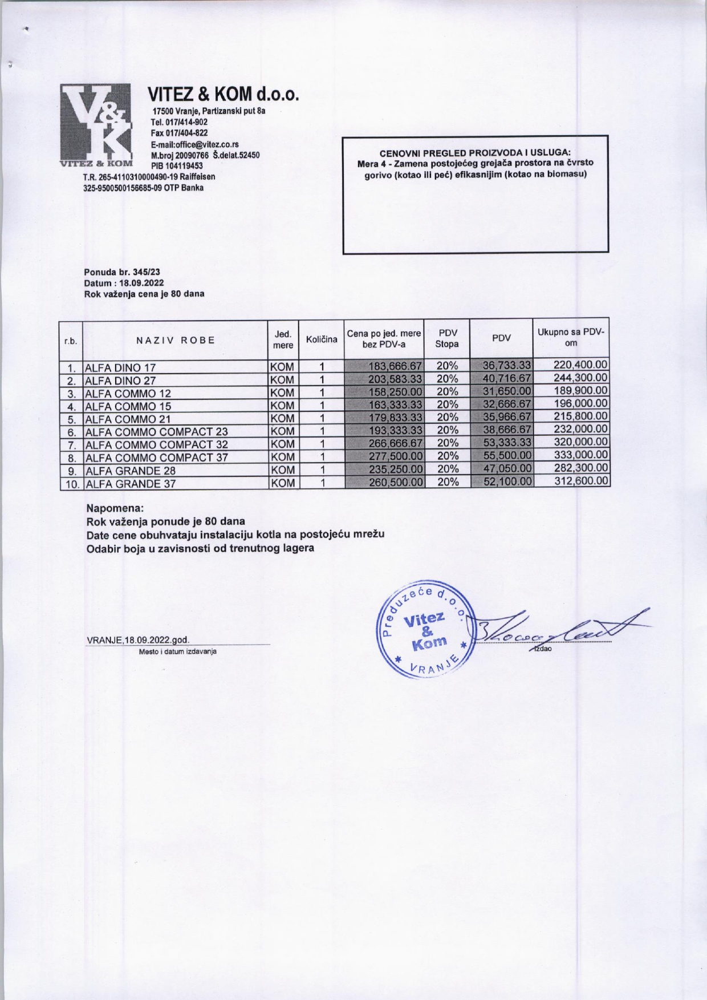 V&K
VITEZ & KOM
VITEZ & KOM d.o.o.
17500 Vranje, Partizanski put 8a
Tel. 017/414-902
Fax 017/404-822
E-mail:office@vitez.co.rs
M.broj 20090766 Š.delat.52450
PIB 104119453
T.R. 265-4110310000490-19 Raiffeisen
325-9500500156685-09 OTP Banka
CENOVNI PREGLED PROIZVODA I USLUGA:
Mera 4 - Zamena postojećeg grejača prostora na čvrsto
gorivo (kotao ili peć) efikasnijim (kotao na biomasu)
Ponuda br. 345/23
Datum : 18.09.2022
Rok važenja cena je 80 dana
r.b. NAZIV ROBE Jed. mere Količina Cena po jed. mere bez PDV-a PDV Stopa PDV Ukupno sa PDV-om
1. ALFA DINO 17 KOM 1 183,666.67 20% 36,733.33 220,400.00
2. ALFA DINO 27 KOM 1 203,583.33 20% 40,716.67 244,300.00
3. ALFA COMMO 12 KOM 1 158,250.00 20% 31,650.00 189,900.00
4. ALFA COMMO 15 KOM 1 163,333.33 20% 32,666.67 196,000.00
5. ALFA COMMO 21 KOM 1 179,833.33 20% 35,966.67 215,800.00
6. ALFA COMMO COMPACT 23 KOM 1 193,333.33 20% 38,666.67 232,000.00
7. ALFA COMMO COMPACT 32 KOM 1 266,666.67 20% 53,333.33 320,000.00
8. ALFA COMMO COMPACT 37 KOM 1 277,500.00 20% 55,500.00 333,000.00
9. ALFA GRANDE 28 KOM 1 235,250.00 20% 47,050.00 282,300.00
10. ALFA GRANDE 37 KOM 1 260,500.00 20% 52,100.00 312,600.00
Napomena:
Rok važenja ponude je 80 dana
Date cene obuhvataju instalaciju kotla na postojeću mrežu
Odabir boja u zavisnosti od trenutnog lagera
Preduzeće d.o.o.
Vitez
&
Kom
VRANJE
VRANJE,18.09.2022.god.
Mesto i datum izdavanja
Izdao